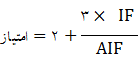 امتیاز = ۲ + ۳ × IF / AIF